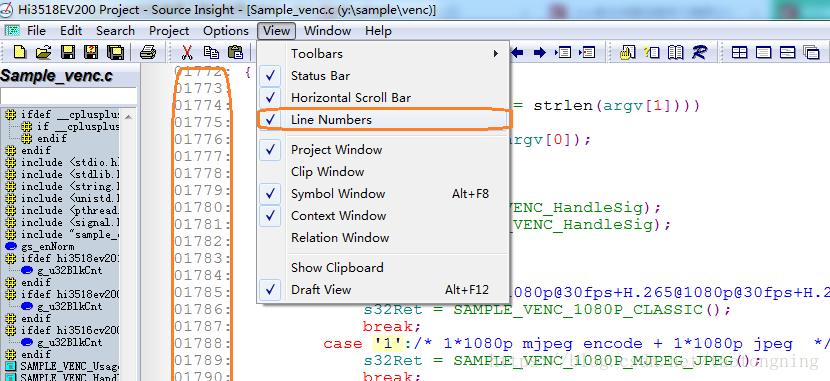 Hi3518EV200 Project - Source Insight - [Sample_venc.c (y:\sample\venc)]
File Edit Search Project Options View Window Help
Sample_venc.c
ifdef __cplusplus
if __cplusplus
endif
endif
include <stdio.h
include <stdlib.
include <string.
include <unistd.
include <pthread.
include <signal.
include "sample_c
gs_enNorm
ifdef hi3518ev20
g_u32BlkCnt
endif
ifdef hi3518ev20
g_u32BlkCnt
endif
ifdef hi3516cv20
g_u32BlkCnt
endif
SAMPLE_VENC_Usage
SAMPLE_VENC_Handl
Toolbars
Status Bar
Horizontal Scroll Bar
Line Numbers
Project Window
Clip Window
Symbol Window Alt+F8
Context Window
Relation Window
Show Clipboard
Draft View Alt+F12
01772: {
01773:
01774: = strlen(argv[1])))
01775:
01776: rgv[0]);
01777:
01778:
01779:
01780: VENC_HandleSig);
01781: VENC_HandleSig);
01782:
01783:
01784:
01785: 1080p@30fps+H.265@1080p@30fps+H.2
01786: s32Ret = SAMPLE_VENC_1080P_CLASSIC();
01787: break;
01788: case '1':/* 1*1080p mjpeg encode + 1*1080p jpeg */
01789: s32Ret = SAMPLE_VENC_1080P_MJPEG_JPEG();
01790: break;